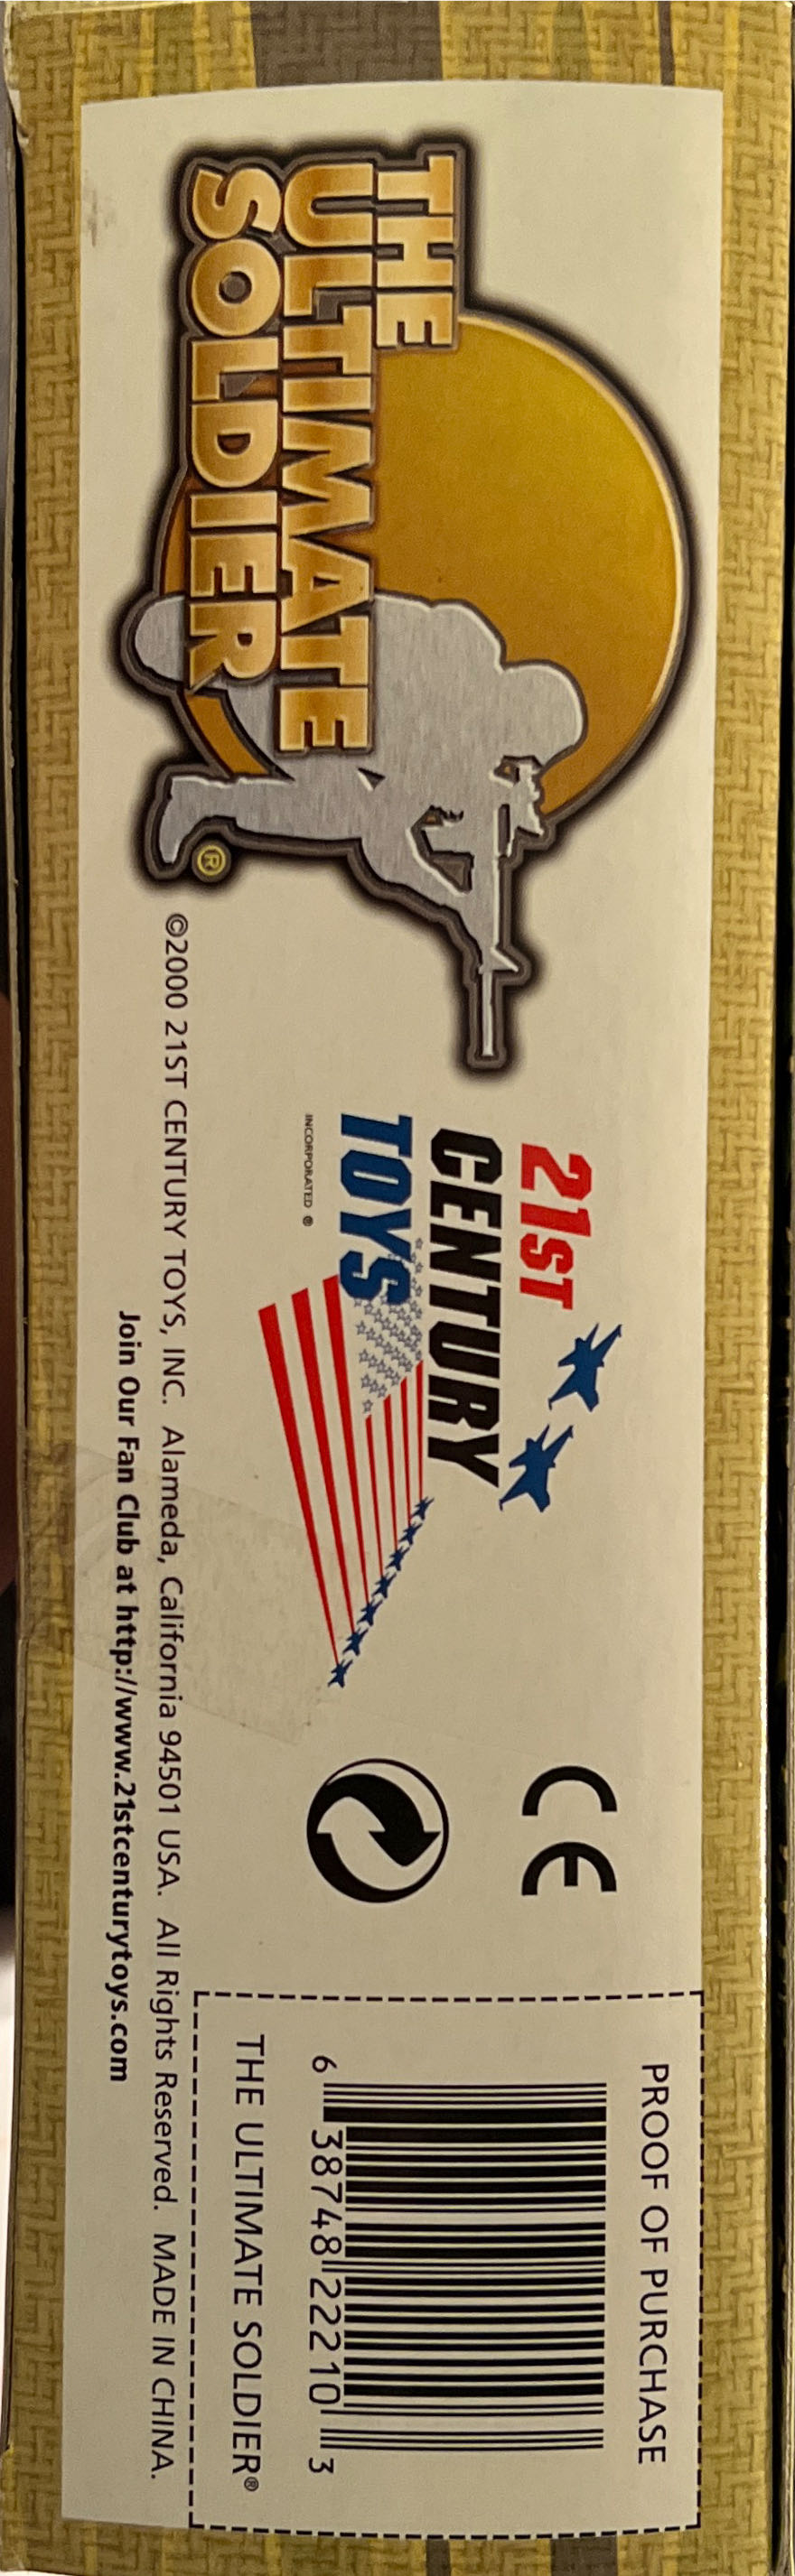 THE
ULTIMATE
SOLDIER
®
21ST
CENTURY
TOYS
INCORPORATED ®
CE
PROOF OF PURCHASE
6 38748 22210 3
THE ULTIMATE SOLDIER®
©2000 21ST CENTURY TOYS, INC. Alameda, California 94501 USA. All Rights Reserved. MADE IN CHINA.
Join Our Fan Club at http://www.21stcenturytoys.com